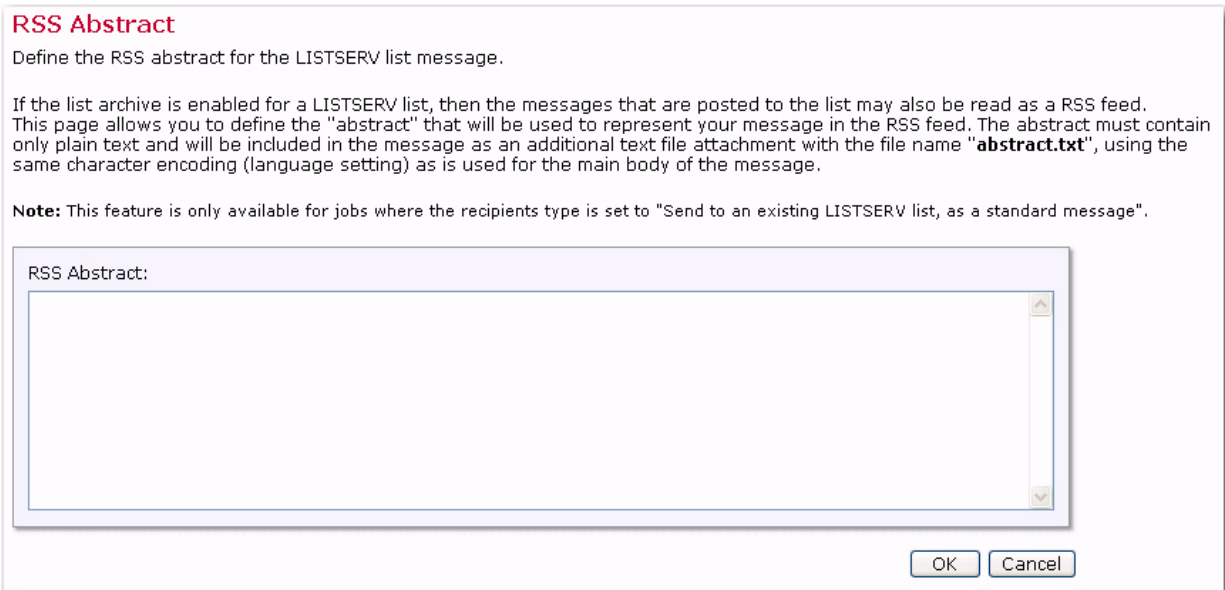 RSS Abstract
Define the RSS abstract for the LISTSERV list message.
If the list archive is enabled for a LISTSERV list, then the messages that are posted to the list may also be read as a RSS feed.
This page allows you to define the "abstract" that will be used to represent your message in the RSS feed. The abstract must contain
only plain text and will be included in the message as an additional text file attachment with the file name "abstract.txt", using the
same character encoding (language setting) as is used for the main body of the message.
Note: This feature is only available for jobs where the recipients type is set to "Send to an existing LISTSERV list, as a standard message".
RSS Abstract:
OK Cancel